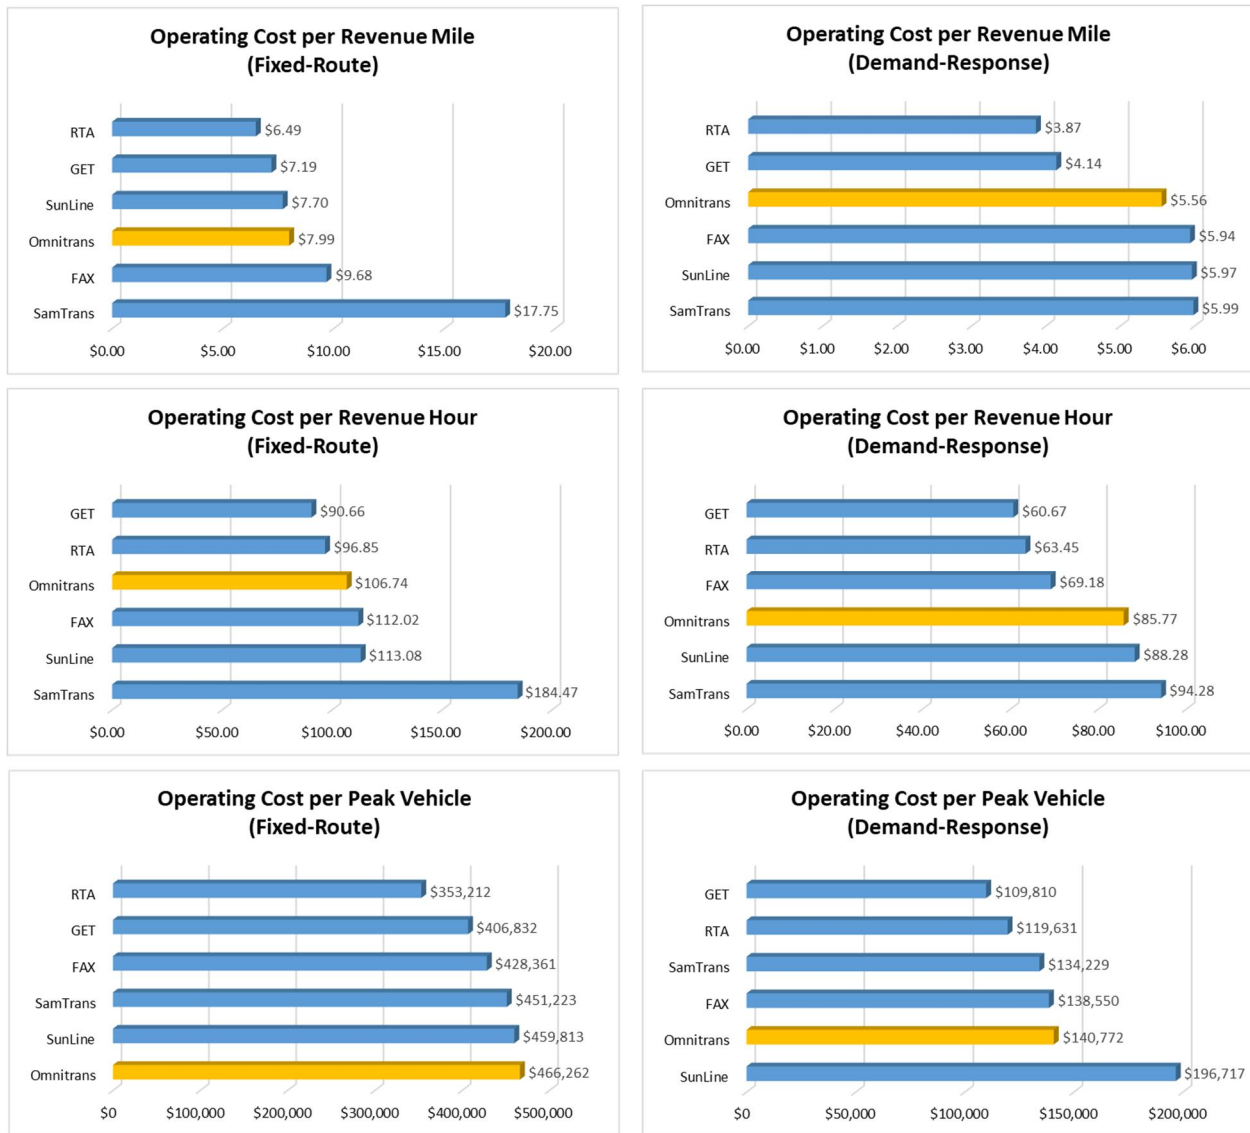 Operating Cost per Revenue Mile
(Fixed-Route)
RTA $6.49
GET $7.19
SunLine $7.70
Omnitrans $7.99
FAX $9.68
SamTrans $17.75
$0.00 $5.00 $10.00 $15.00 $20.00
Operating Cost per Revenue Mile
(Demand-Response)
RTA $3.87
GET $4.14
Omnitrans $5.56
FAX $5.94
SunLine $5.97
SamTrans $5.99
$0.00 $1.00 $2.00 $3.00 $4.00 $5.00 $6.00
Operating Cost per Revenue Hour
(Fixed-Route)
GET $90.66
RTA $96.85
Omnitrans $106.74
FAX $112.02
SunLine $113.08
SamTrans $184.47
$0.00 $50.00 $100.00 $150.00 $200.00
Operating Cost per Revenue Hour
(Demand-Response)
GET $60.67
RTA $63.45
FAX $69.18
Omnitrans $85.77
SunLine $88.28
SamTrans $94.28
$0.00 $20.00 $40.00 $60.00 $80.00 $100.00
Operating Cost per Peak Vehicle
(Fixed-Route)
RTA $353,212
GET $406,832
FAX $428,361
SamTrans $451,223
SunLine $459,813
Omnitrans $466,262
$0 $100,000 $200,000 $300,000 $400,000 $500,000
Operating Cost per Peak Vehicle
(Demand-Response)
GET $109,810
RTA $119,631
SamTrans $134,229
FAX $138,550
Omnitrans $140,772
SunLine $196,717
$0 $50,000 $100,000 $150,000 $200,000